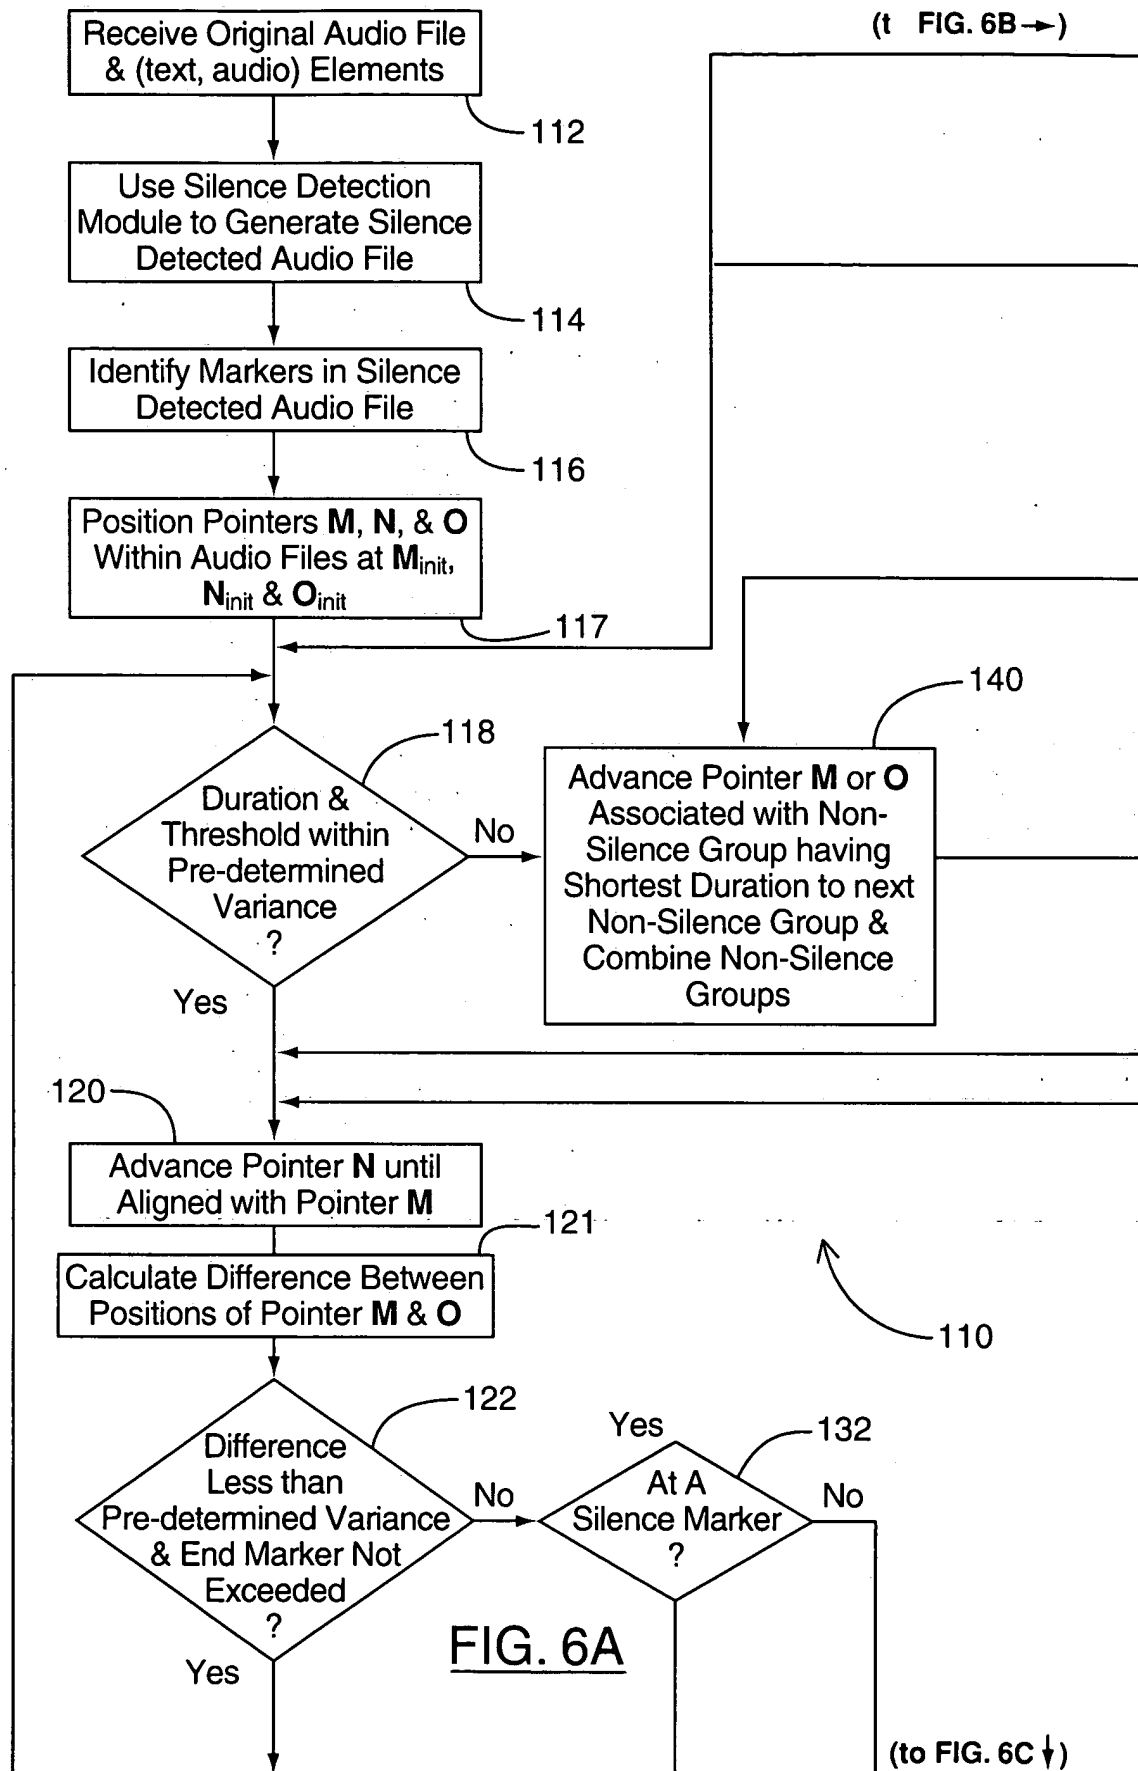 (t FIG. 6B→)
Receive Original Audio File
& (text, audio) Elements
112
Use Silence Detection
Module to Generate Silence
Detected Audio File
114
Identify Markers in Silence
Detected Audio File
116
Position Pointers M, N, & O
Within Audio Files at Minit,
Ninit & Oinit
117
118
Duration &
Threshold within
Pre-determined
Variance
?
No
Yes
140
Advance Pointer M or O
Associated with Non-
Silence Group having
Shortest Duration to next
Non-Silence Group &
Combine Non-Silence
Groups
120
Advance Pointer N until
Aligned with Pointer M
121
Calculate Difference Between
Positions of Pointer M & O
110
122
Difference
Less than
Pre-determined Variance
& End Marker Not
Exceeded
?
No
Yes
132
Yes
At A
Silence Marker
?
No
FIG. 6A
(to FIG. 6C↓)